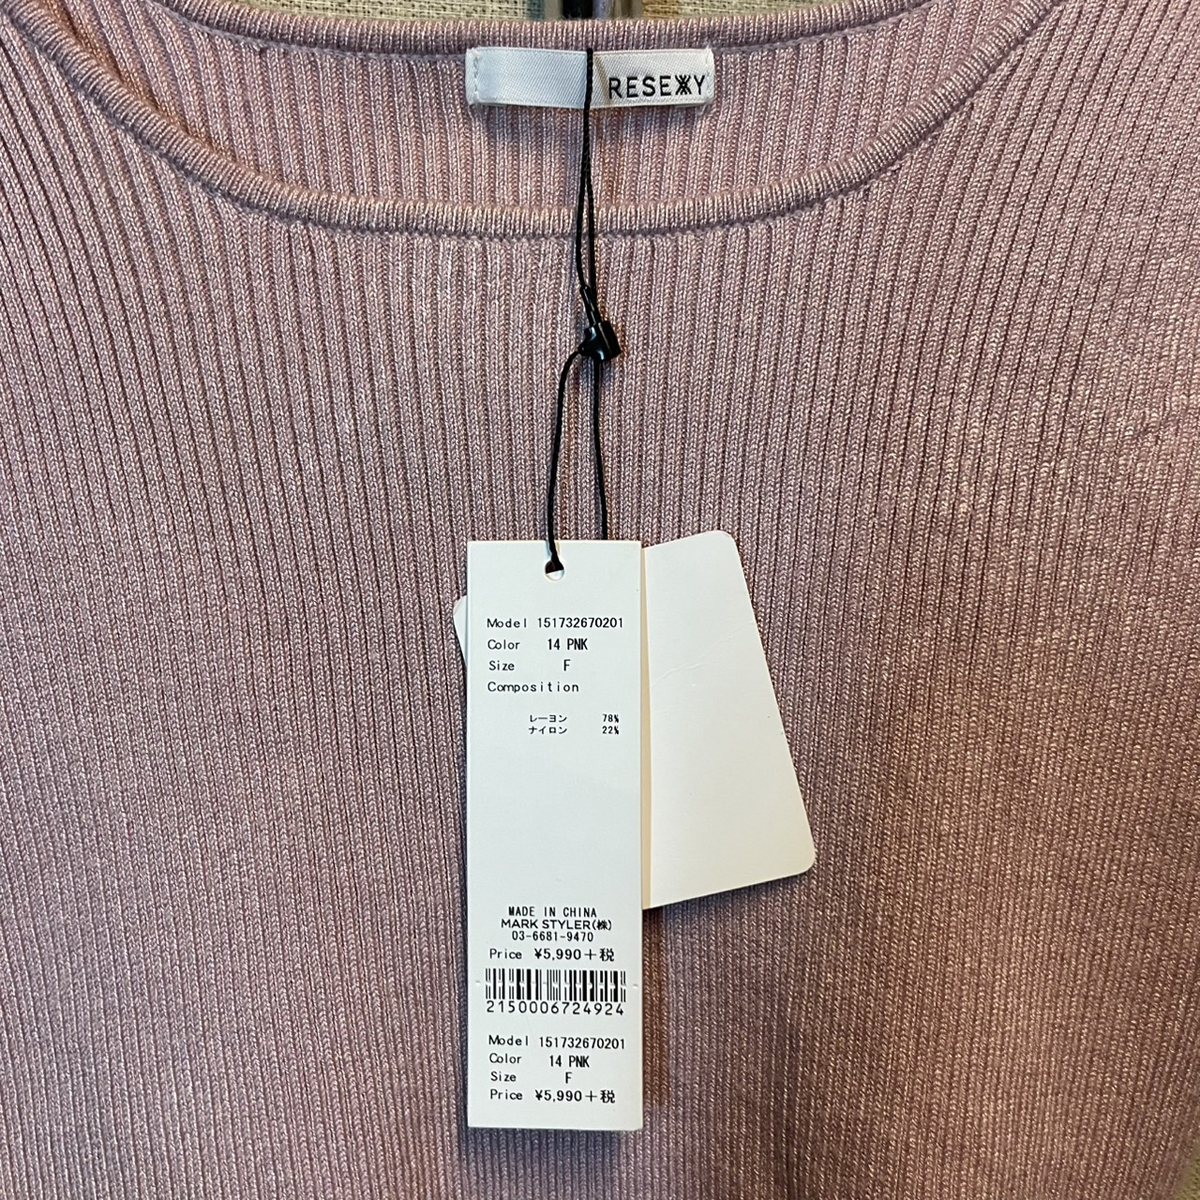 RESEXXY
Model 151732670201
Color 14 PNK
Size F
Composition
レーヨン 78%
ナイロン 22%
MADE IN CHINA
MARK STYLER(株)
03-6681-9470
Price ¥5,990+税
2150006724924
Model 151732670201
Color 14 PNK
Size F
Price ¥5,990+税